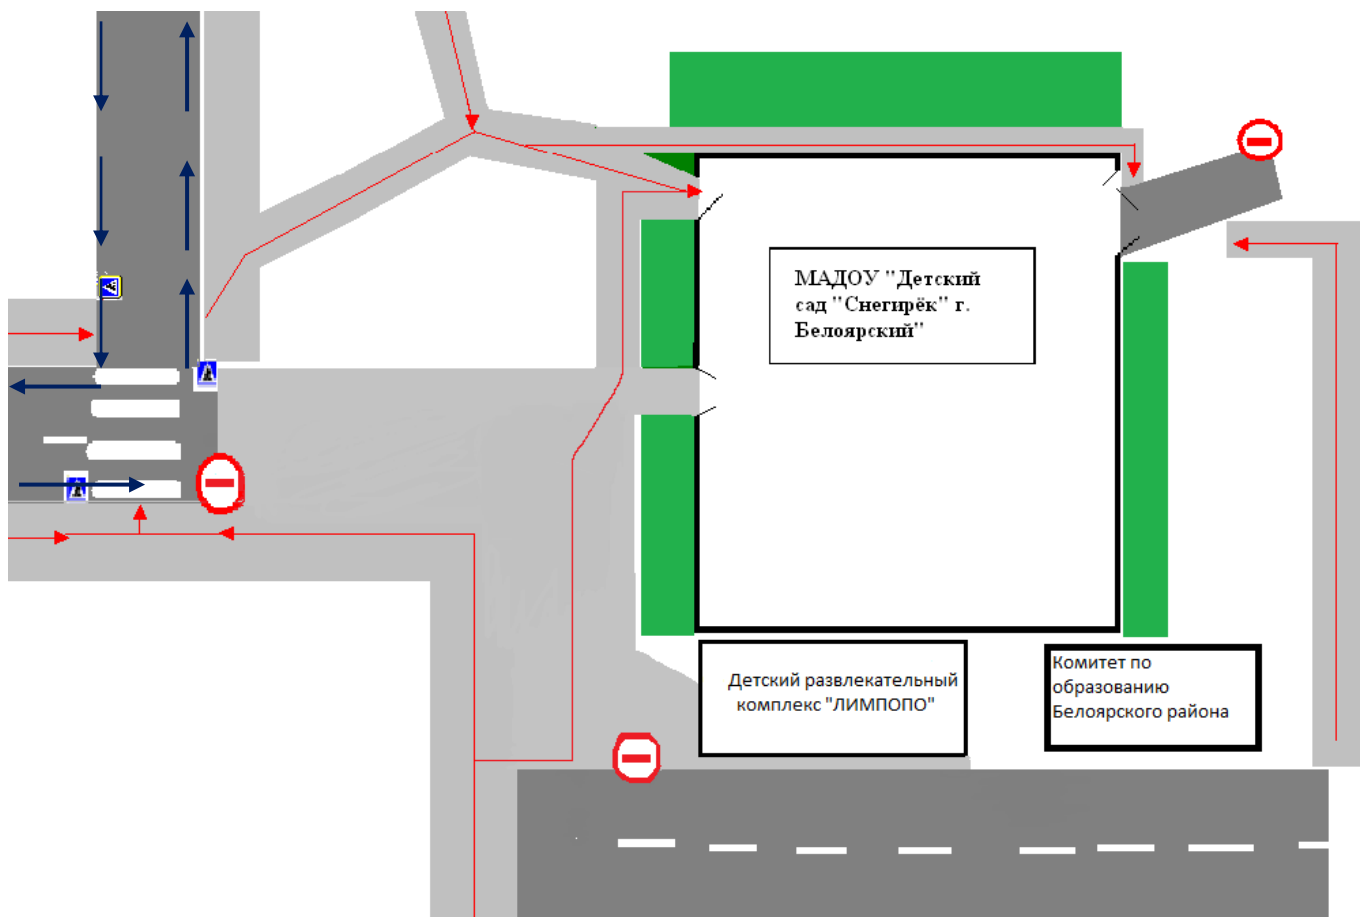 МАДОУ "Детский
сад "Снегирёк" г.
Белоярский"
Детский развлекательный
комплекс "ЛИМПОПО"
Комитет по
образованию
Белоярского района